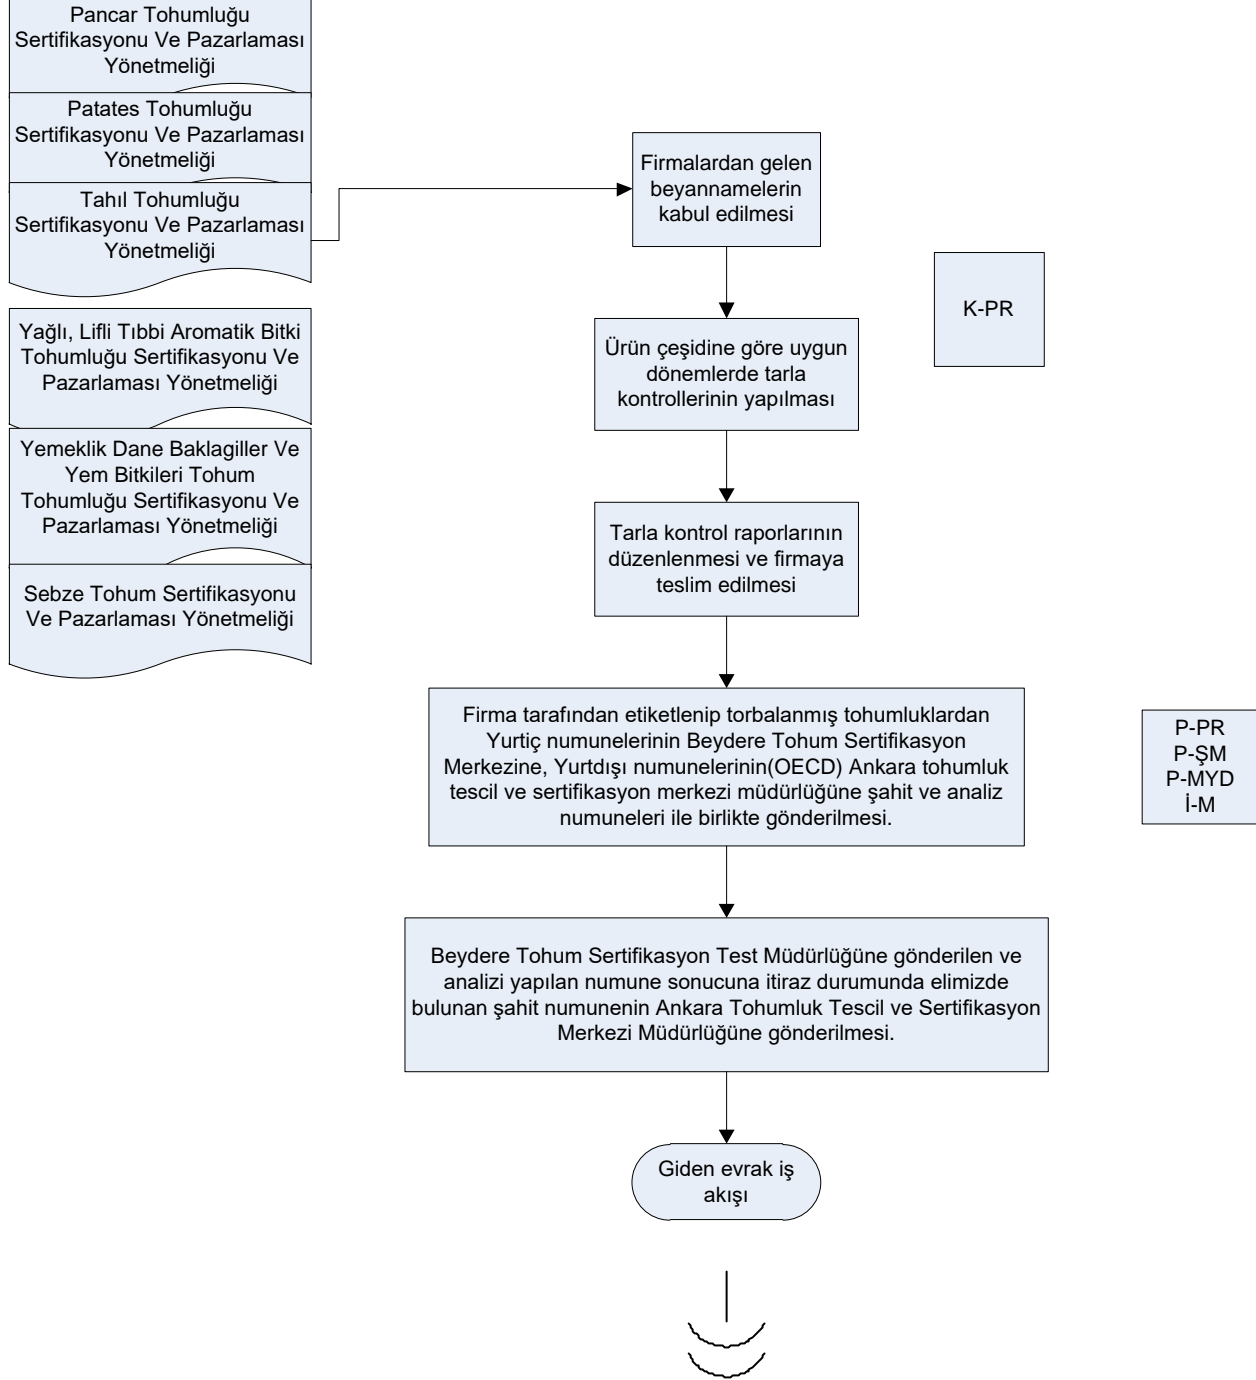 Pancar Tohumluğu
Sertifikasyonu Ve Pazarlaması
Yönetmeliği
Patates Tohumluğu
Sertifikasyonu Ve Pazarlaması
Yönetmeliği
Tahıl Tohumluğu
Sertifikasyonu Ve Pazarlaması
Yönetmeliği
Yağlı, Lifli Tıbbi Aromatik Bitki
Tohumluğu Sertifikasyonu Ve
Pazarlaması Yönetmeliği
Yemeklik Dane Baklagiller Ve
Yem Bitkileri Tohum
Tohumluğu Sertifikasyonu Ve
Pazarlaması Yönetmeliği
Sebze Tohum Sertifikasyonu
Ve Pazarlaması Yönetmeliği
Firmalardan gelen
beyannamelerin
kabul edilmesi
K-PR
Ürün çeşidine göre uygun
dönemlerde tarla
kontrollerinin yapılması
Tarla kontrol raporlarının
düzenlenmesi ve firmaya
teslim edilmesi
Firma tarafından etiketlenip torbalanmış tohumluklardan
Yurtiç numunelerinin Beydere Tohum Sertifikasyon
Merkezine, Yurtdışı numunelerinin(OECD) Ankara tohumluk
tescil ve sertifikasyon merkezi müdürlüğüne şahit ve analiz
numuneleri ile birlikte gönderilmesi.
P-PR
P-ŞM
P-MYD
İ-M
Beydere Tohum Sertifikasyon Test Müdürlüğüne gönderilen ve
analizi yapılan numune sonucuna itiraz durumunda elimizde
bulunan şahit numunenin Ankara Tohumluk Tescil ve Sertifikasyon
Merkezi Müdürlüğüne gönderilmesi.
Giden evrak iş
akışı